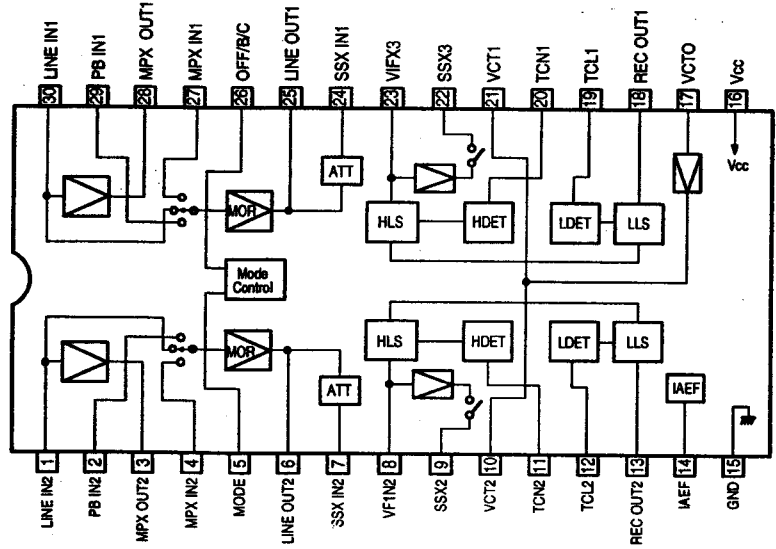 LINE IN1
PB IN1
MPX OUT1
MPX IN1
OFF/B/C
LINE OUT1
SSX IN1
VIFX3
SSX3
VCT1
TCN1
TCL1
REC OUT1
VCTO
Vcc
30 29 28 27 26 25 24 23 22 21 20 19 18 17 16
Vcc
ATT
MOR
HLS HDET LDET LLS
Mode
Control
MOR
HLS HDET LDET LLS
ATT
IAEF
1 2 3 4 5 6 7 8 9 10 11 12 13 14 15
LINE IN2
PB IN2
MPX OUT2
MPX IN2
MODE
LINE OUT2
SSX IN2
VF1N2
SSX2
VCT2
TCN2
TCL2
REC OUT2
IAEF
GND